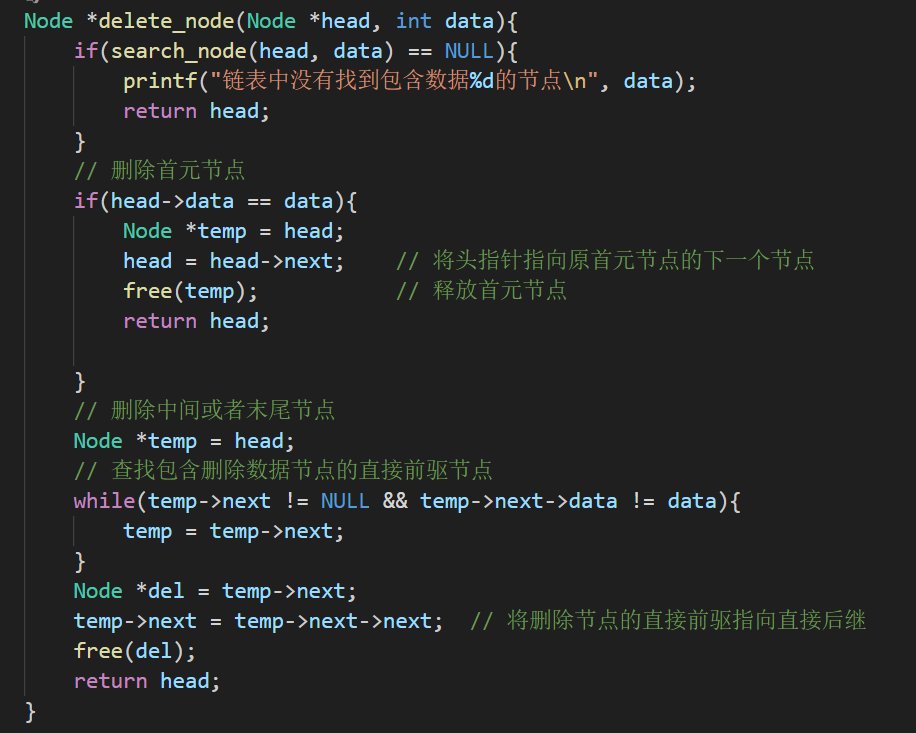 Node *delete_node(Node *head, int data){
    if(search_node(head, data) == NULL){
        printf("链表中没有找到包含数据%d的节点\n", data);
        return head;
    }
    // 删除首元节点
    if(head->data == data){
        Node *temp = head;
        head = head->next;    // 将头指针指向原首元节点的下一个节点
        free(temp);           // 释放首元节点
        return head;

    }
    // 删除中间或者末尾节点
    Node *temp = head;
    // 查找包含删除数据节点的直接前驱节点
    while(temp->next != NULL && temp->next->data != data){
        temp = temp->next;
    }
    Node *del = temp->next;
    temp->next = temp->next->next;  // 将删除节点的直接前驱指向直接后继
    free(del);
    return head;
}